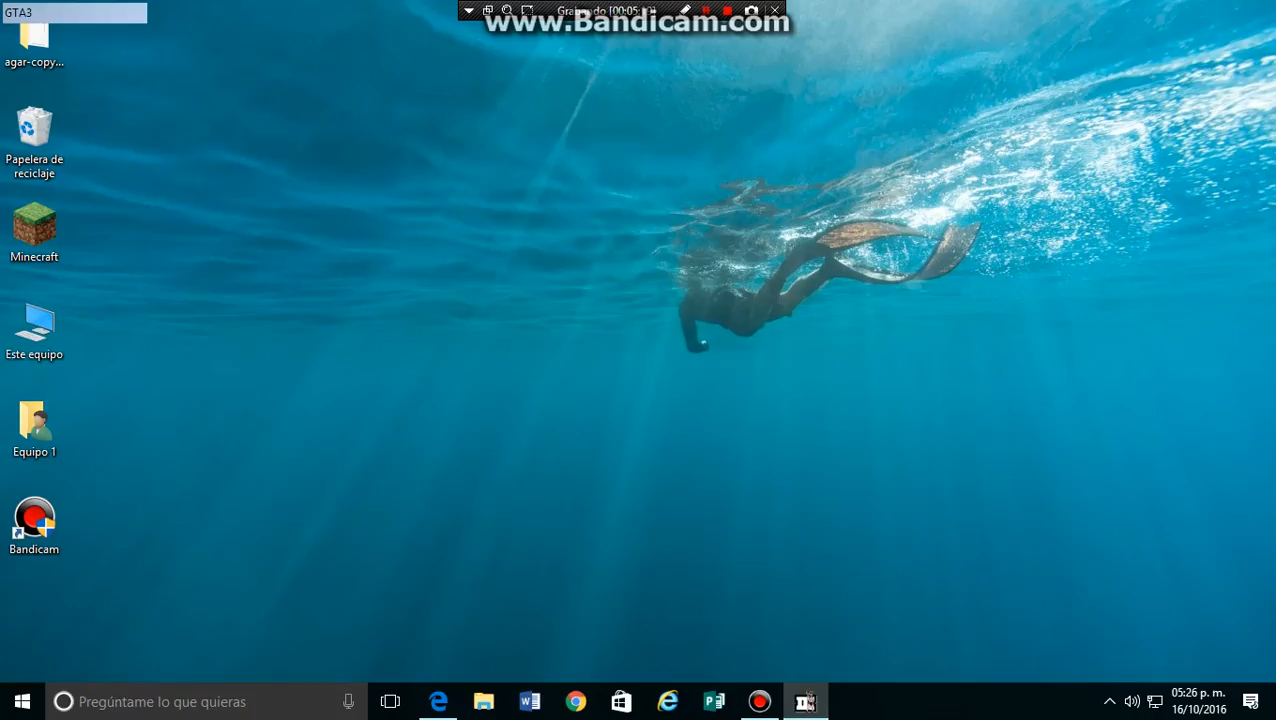 GTA3
www.Bandicam.com
agar-copy...
Papelera de
reciclaje
Minecraft
Este equipo
Equipo 1
Bandicam
Pregúntame lo que quieras
05:26 p. m.
16/10/2016